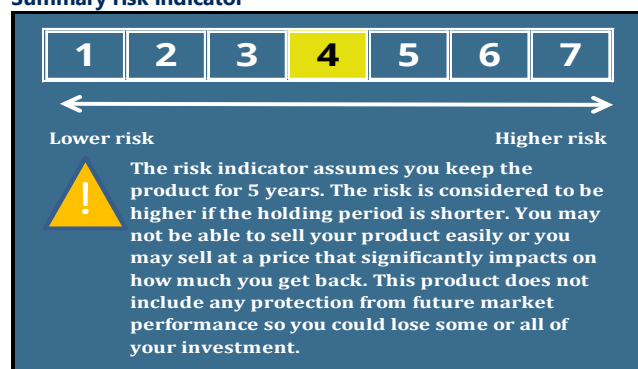 Summary risk indicator
1 2 3 4 5 6 7
Lower risk Higher risk
!
The risk indicator assumes you keep the
product for 5 years. The risk is considered to be
higher if the holding period is shorter. You may
not be able to sell your product easily or you
may sell at a price that significantly impacts on
how much you get back. This product does not
include any protection from future market
performance so you could lose some or all of
your investment.